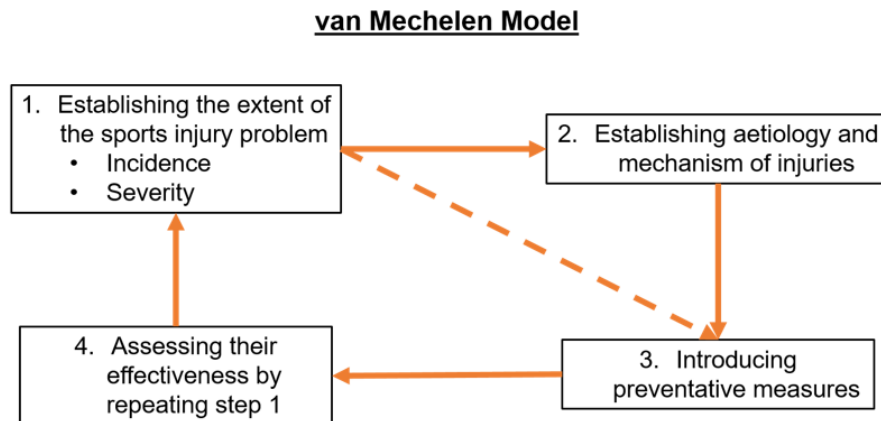 van Mechelen Model
1. Establishing the extent of
the sports injury problem
• Incidence
• Severity
2. Establishing aetiology and
mechanism of injuries
3. Introducing
preventative measures
4. Assessing their
effectiveness by
repeating step 1